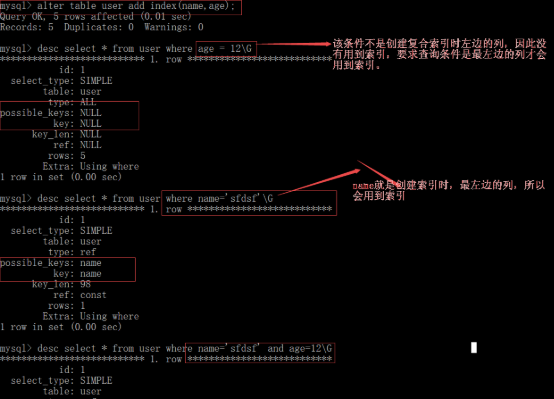 mysql> alter table user add index(name,age);
Query OK, 5 rows affected (0.01 sec)
Records: 5  Duplicates: 0  Warnings: 0
mysql> desc select * from user where age = 12\G
*************************** 1. row ***************************
该条件不是创建复合索引时左边的列，因此没
有用到索引，要求查询条件是最左边的列才会
用到索引。
id: 1
select_type: SIMPLE
table: user
type: ALL
possible_keys: NULL
key: NULL
key_len: NULL
ref: NULL
rows: 5
Extra: Using where
1 row in set (0.00 sec)
mysql> desc select * from user where name='sfdsf'\G
*************************** 1. row ***************************
name就是创建索引时，最左边的列，所以
会用到索引
id: 1
select_type: SIMPLE
table: user
type: ref
possible_keys: name
key: name
key_len: 98
ref: const
rows: 1
Extra: Using where
1 row in set (0.00 sec)
mysql> desc select * from user where name='sfdsf' and age=12\G
*************************** 1. row ***************************
id: 1
select_type: SIMPLE
table: user